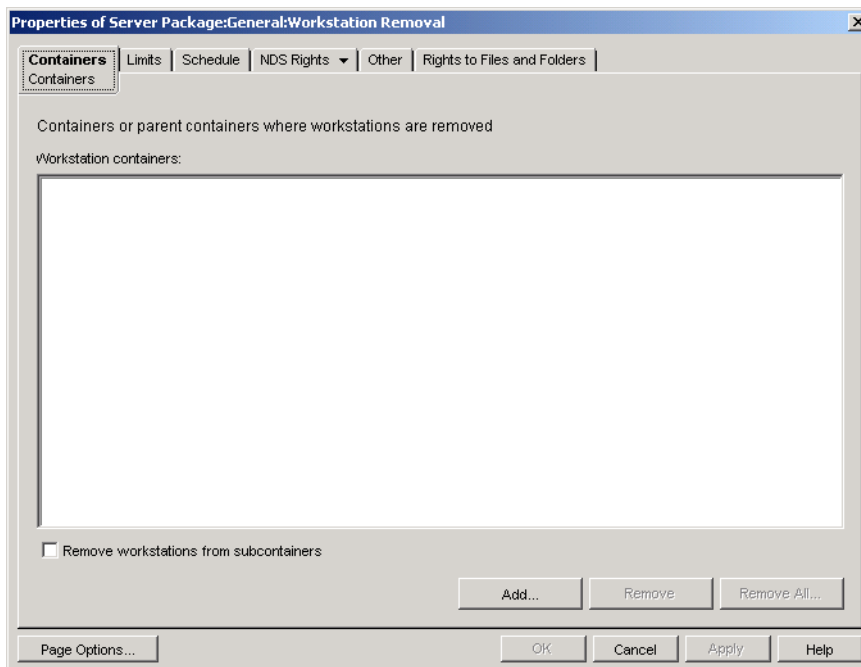 Properties of Server Package:General:Workstation Removal
Containers Limits Schedule NDS Rights Other Rights to Files and Folders
Containers
Containers or parent containers where workstations are removed
Workstation containers:
Remove workstations from subcontainers
Add... Remove Remove All...
Page Options... OK Cancel Apply Help